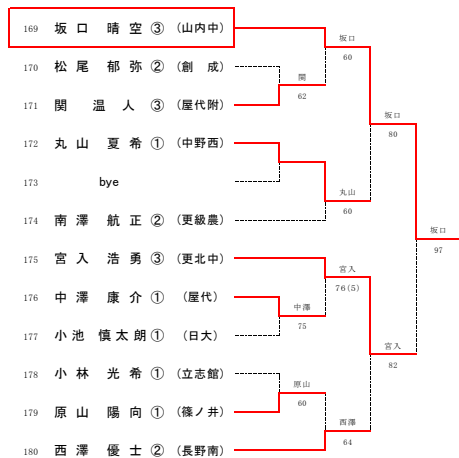 169 坂口 晴空 ③ (山内中)
坂口
60
170 松尾 郁弥 ② (創成)
関
62
171 関 温人 ③ (屋代附)
坂口
80
172 丸山 夏希 ① (中野西)
173 bye
丸山
60
174 南澤 航正 ② (更級農)
坂口
97
175 宮入 浩勇 ③ (更北中)
宮入
76(5)
176 中澤 康介 ① (屋代)
中澤
75
177 小池 慎太朗 ① (日大)
宮入
82
178 小林 光希 ① (立志館)
原山
60
179 原山 陽向 ① (篠ノ井)
西澤
64
180 西澤 優士 ② (長野南)